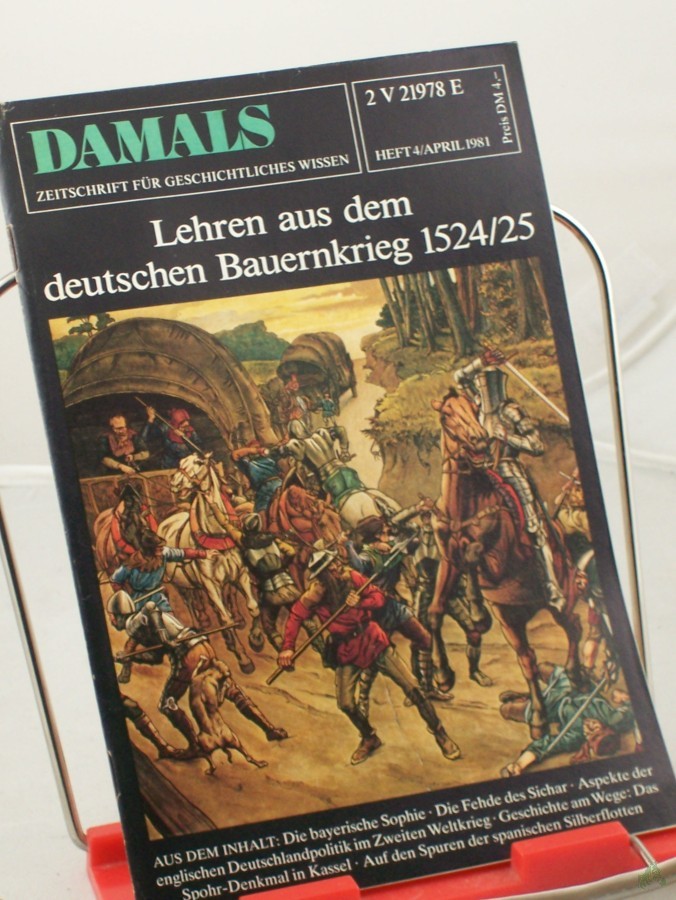 DAMALS
ZEITSCHRIFT FÜR GESCHICHTLICHES WISSEN
2 V 21978 E
HEFT 4/APRIL 1981
Preis DM 4,–
Lehren aus dem
deutschen Bauernkrieg 1524/25
AUS DEM INHALT: Die bayerische Sophie · Die Fehde des Sichar · Aspekte der
englischen Deutschlandpolitik im Zweiten Weltkrieg · Geschichte am Wege: Das
Spohr-Denkmal in Kassel · Auf den Spuren der spanischen Silberflotten